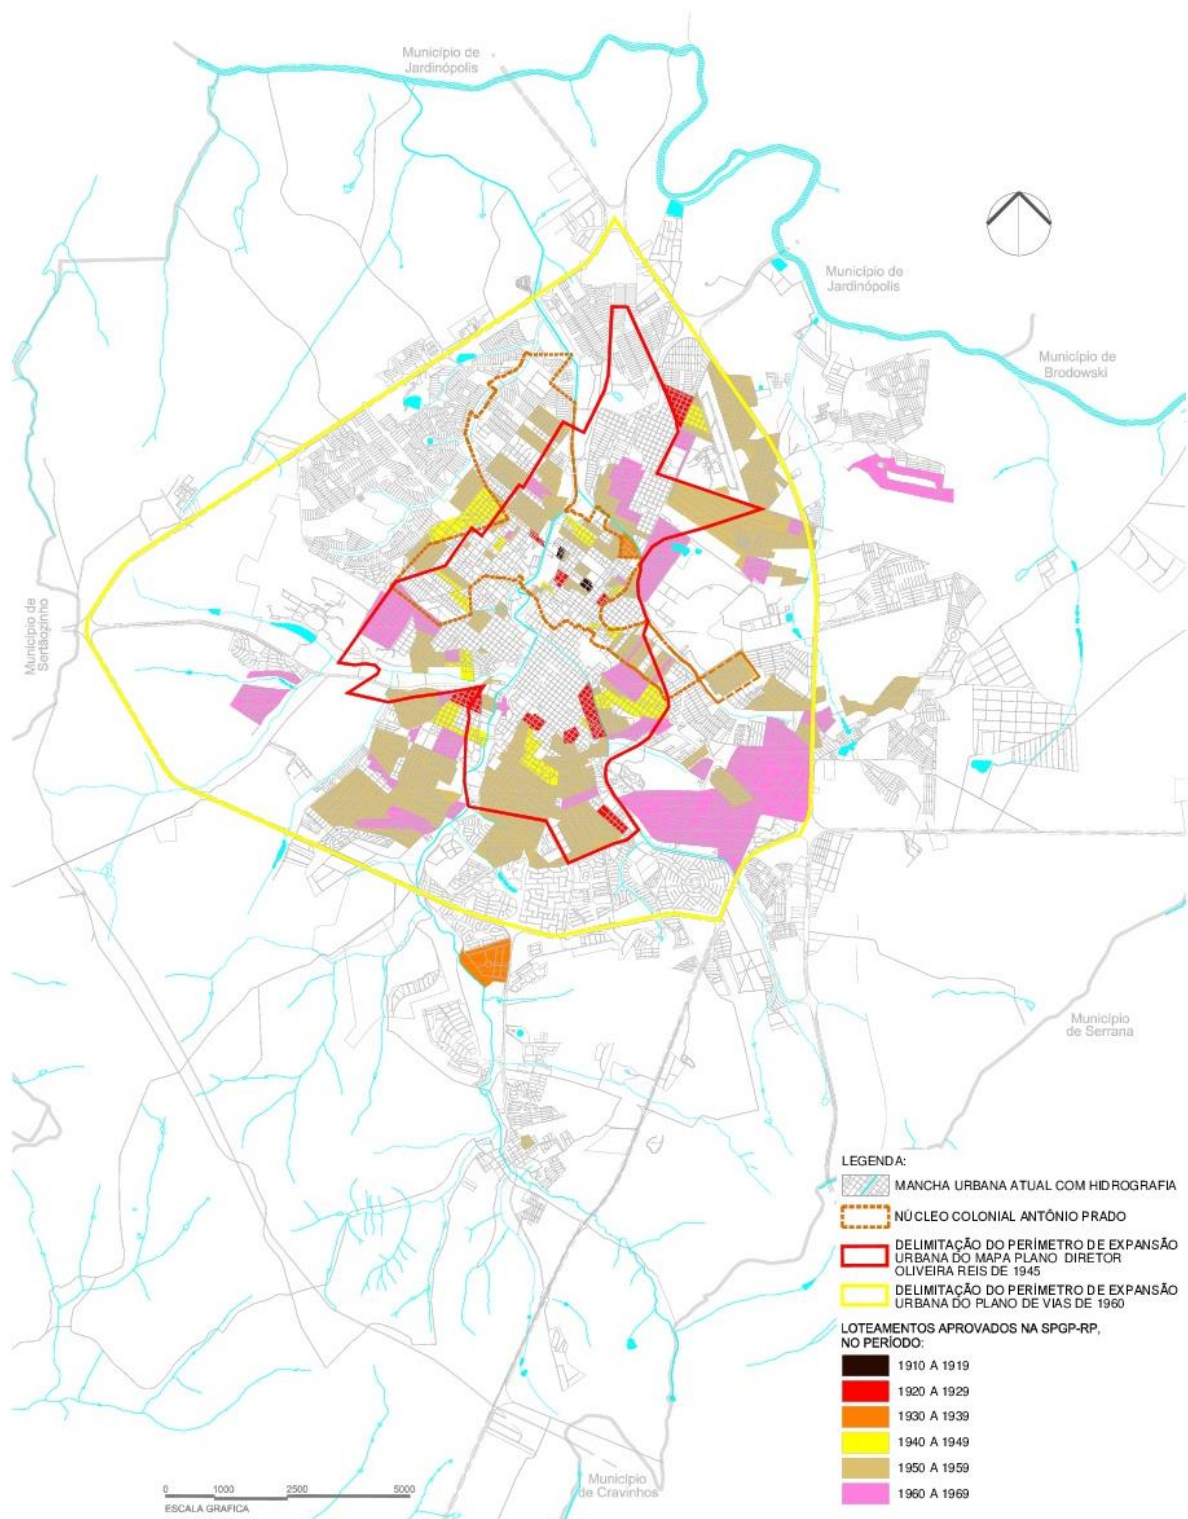 Município de
Jardinópolis
Município de
Jardinópolis
Município de
Brodowski
Município de
Sertãozinho
Município
de Serrana
LEGENDA:
MANCHA URBANA ATUAL COM HIDROGRAFIA
NÚCLEO COLONIAL ANTÔNIO PRADO
DELIMITAÇÃO DO PERÍMETRO DE EXPANSÃO
URBANA DO MAPA PLANO DIRETOR
OLIVEIRA REIS DE 1945
DELIMITAÇÃO DO PERÍMETRO DE EXPANSÃO
URBANA DO PLANO DE VIAS DE 1960
LOTEAMENTOS APROVADOS NA SPGP-RP,
NO PERÍODO:
1910 A 1919
1920 A 1929
1930 A 1939
1940 A 1949
1950 A 1959
1960 A 1969
Município
de Cravinhos
0 1000 2500 5000
ESCALA GRAFICA